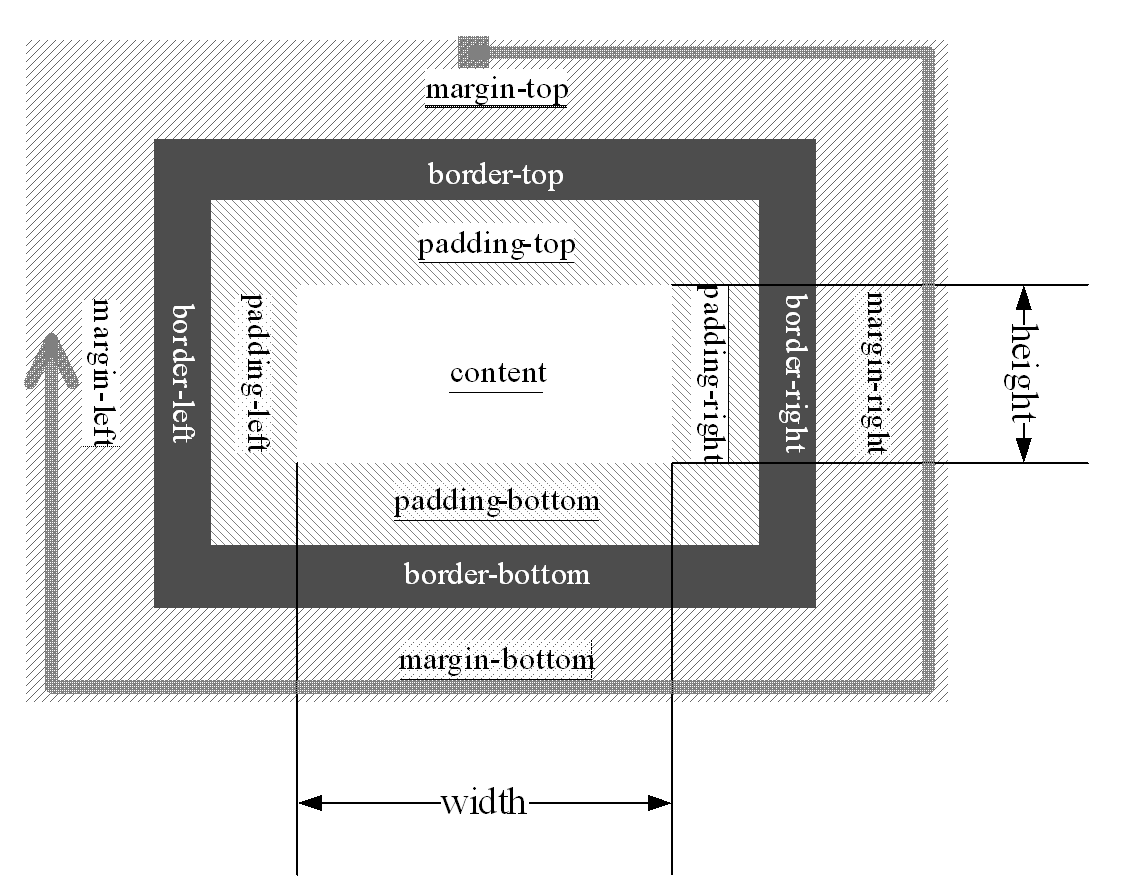 margin-top
border-top
padding-top
margin-left
border-left
padding-left
content
padding-right
border-right
margin-right
height
padding-bottom
border-bottom
margin-bottom
width